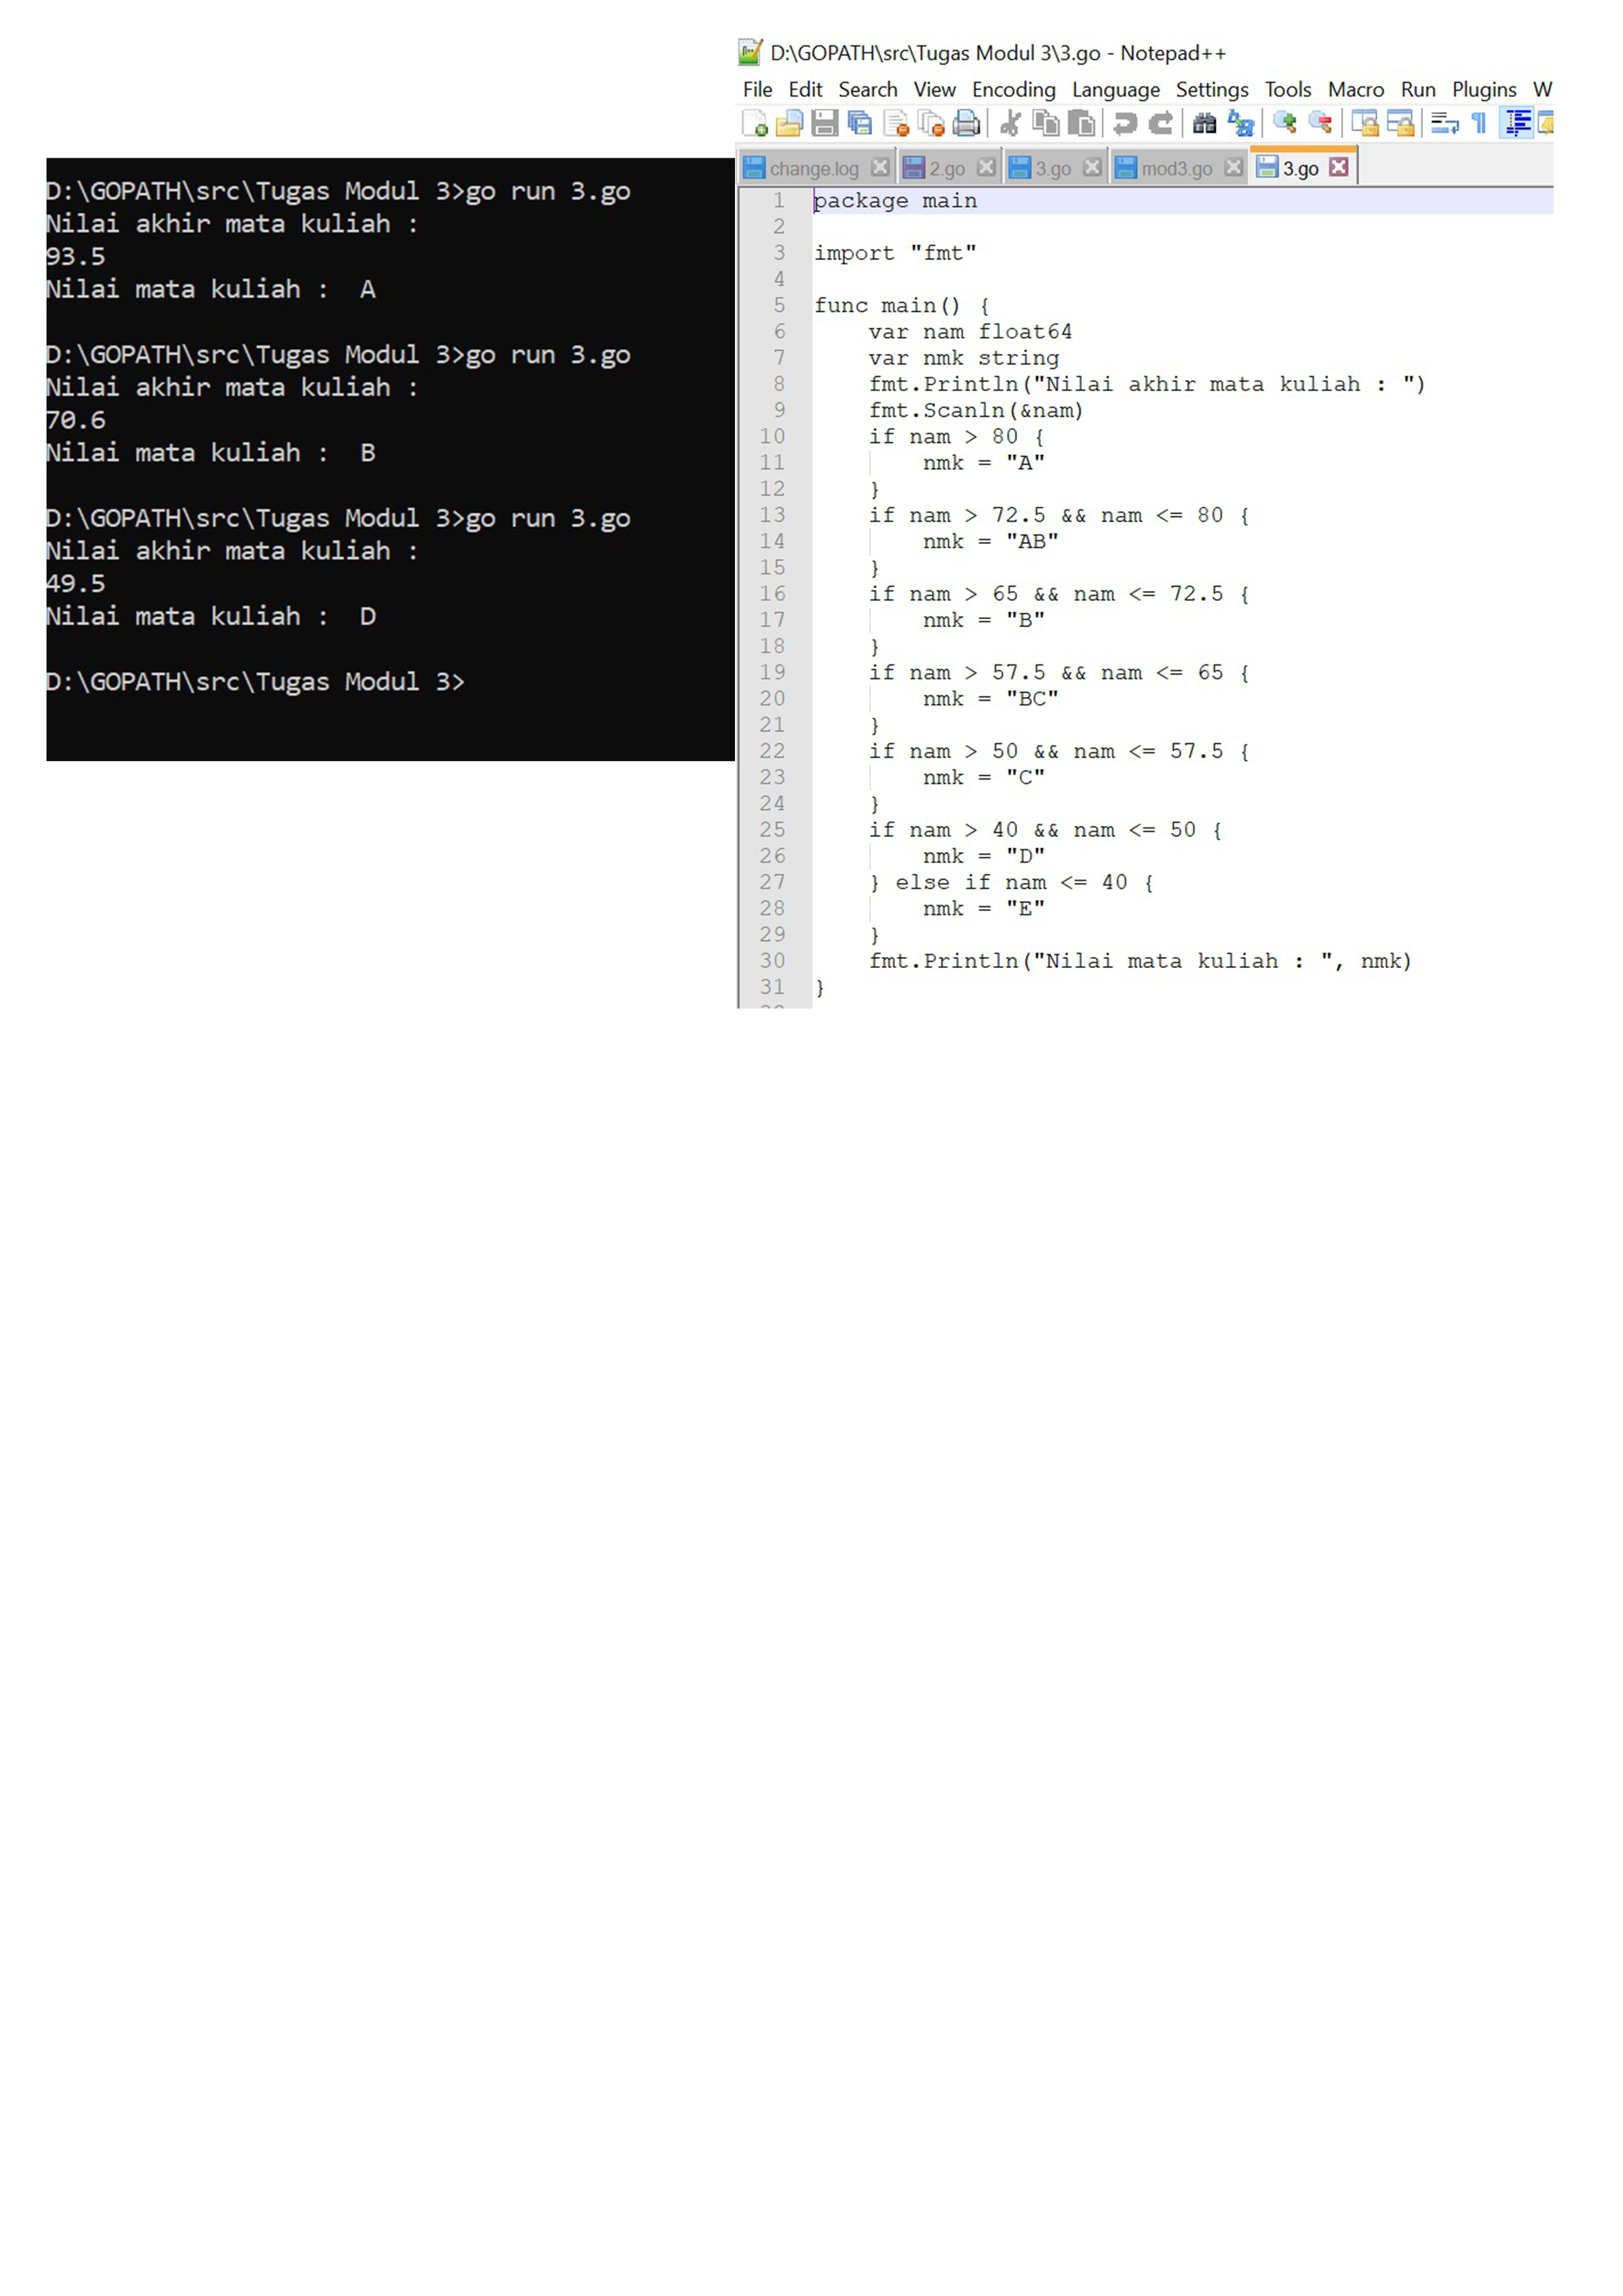 D:\GOPATH\src\Tugas Modul 3>go run 3.go
Nilai akhir mata kuliah :
93.5
Nilai mata kuliah :  A
D:\GOPATH\src\Tugas Modul 3>go run 3.go
Nilai akhir mata kuliah :
70.6
Nilai mata kuliah :  B
D:\GOPATH\src\Tugas Modul 3>go run 3.go
Nilai akhir mata kuliah :
49.5
Nilai mata kuliah :  D
D:\GOPATH\src\Tugas Modul 3>
D:\GOPATH\src\Tugas Modul 3\3.go - Notepad++
File Edit Search View Encoding Language Settings Tools Macro Run Plugins W
change.log 2.go 3.go mod3.go 3.go
1 package main
2
3 import "fmt"
4
5 func main() {
6     var nam float64
7     var nmk string
8     fmt.Println("Nilai akhir mata kuliah : ")
9     fmt.Scanln(&nam)
10     if nam > 80 {
11         nmk = "A"
12     }
13     if nam > 72.5 && nam <= 80 {
14         nmk = "AB"
15     }
16     if nam > 65 && nam <= 72.5 {
17         nmk = "B"
18     }
19     if nam > 57.5 && nam <= 65 {
20         nmk = "BC"
21     }
22     if nam > 50 && nam <= 57.5 {
23         nmk = "C"
24     }
25     if nam > 40 && nam <= 50 {
26         nmk = "D"
27     } else if nam <= 40 {
28         nmk = "E"
29     }
30     fmt.Println("Nilai mata kuliah : ", nmk)
31 }